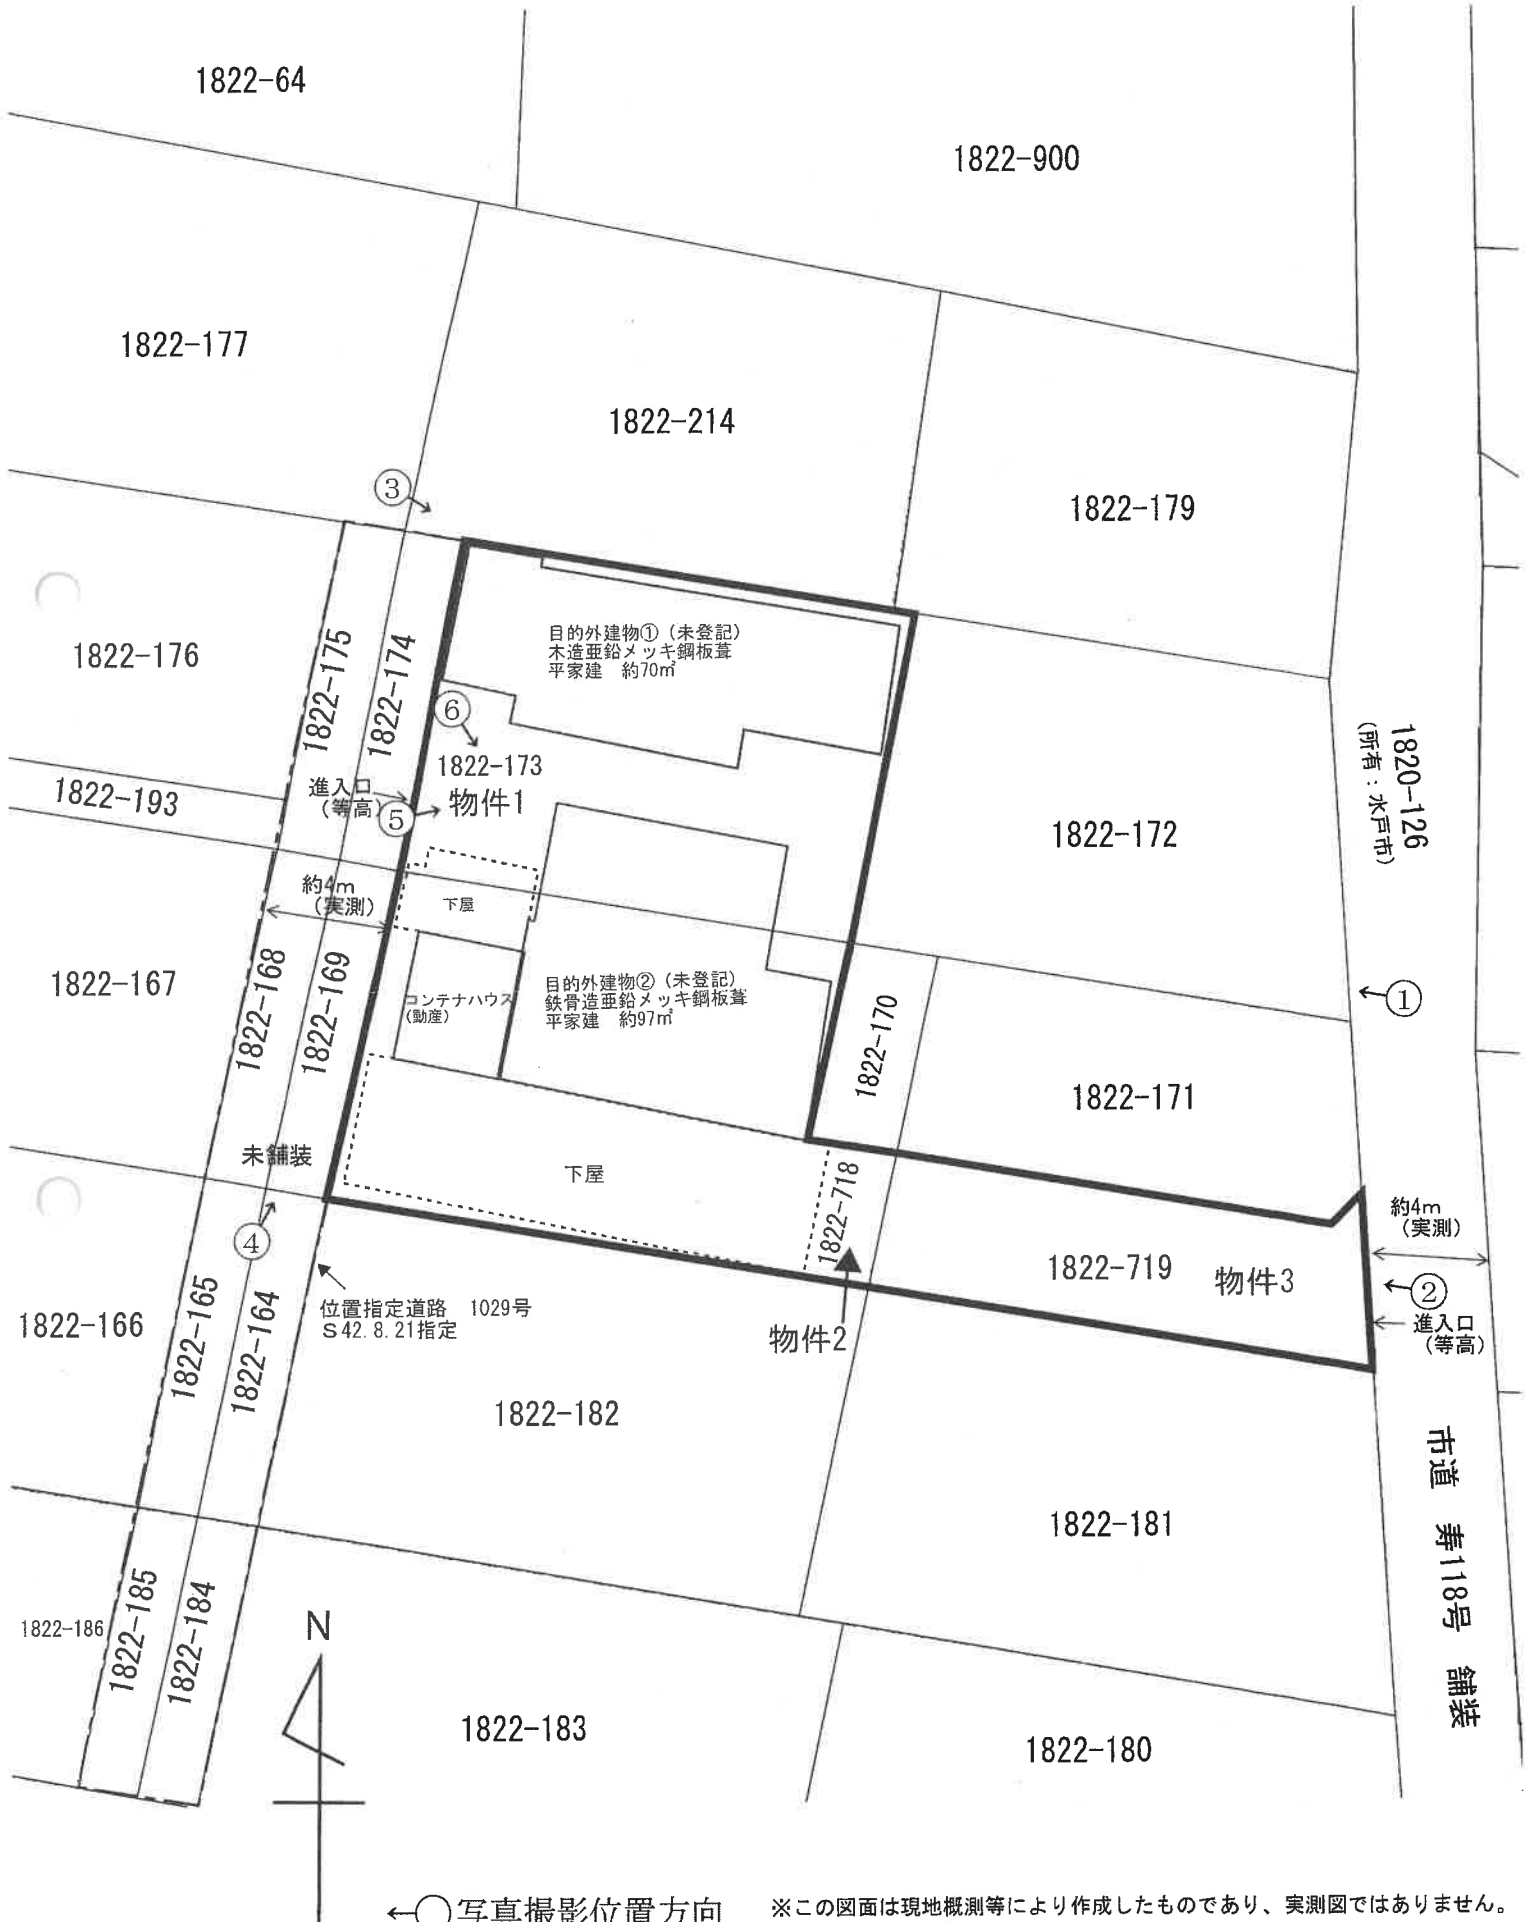 1822-64
1822-900
1822-177
1822-214
③
1822-179
1822-176
1822-175
1822-174
目的外建物①（未登記）
木造亜鉛メッキ鋼板葺
平家建　約70㎡
⑥
1822-173
物件1
進入口
（等高）
⑤
1822-193
1822-172
1820-126
（所有：水戸市）
約4m
（実測）
下屋
1822-167
1822-168
1822-169
コンテナハウス
（動産）
目的外建物②（未登記）
鉄骨造亜鉛メッキ鋼板葺
平家建　約97㎡
1822-170
①
1822-171
未舗装
下屋
1822-718
約4m
（実測）
④
1822-719
物件3
②
進入口
（等高）
1822-166
1822-165
1822-164
位置指定道路　1029号
Ｓ42.8.21指定
物件2
1822-182
1822-181
市道　寿118号　舗装
1822-186
1822-185
1822-184
N
1822-183
1822-180
←○写真撮影位置方向
※この図面は現地概測等により作成したものであり、実測図ではありません。